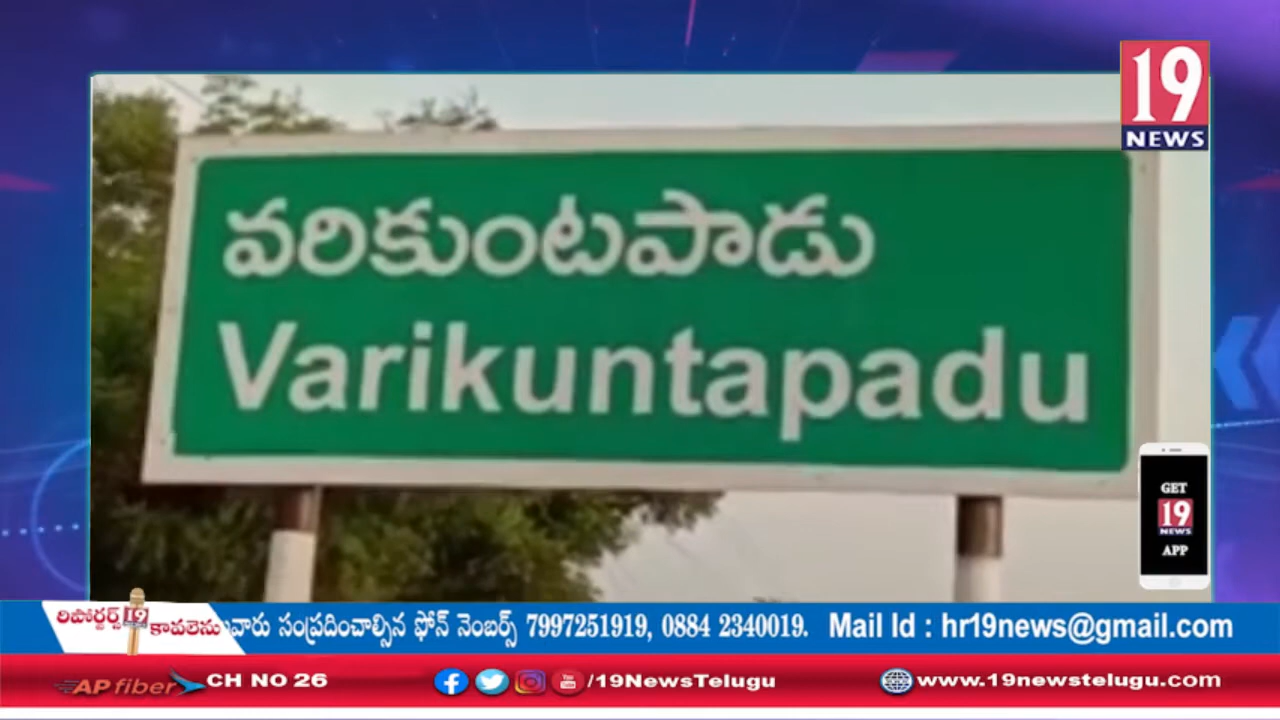 19
NEWS
వరికుంటపాడు
Varikuntapadu
GET
19
NEWS
APP
రిపోర్టర్స్ 19
కావలెను వారు సంప్రదించాల్సిన ఫోన్ నెంబర్స్ 7997251919, 0884 2340019. Mail Id : hr19news@gmail.com
AP fiber CH NO 26 /19NewsTelugu www.19newstelugu.com